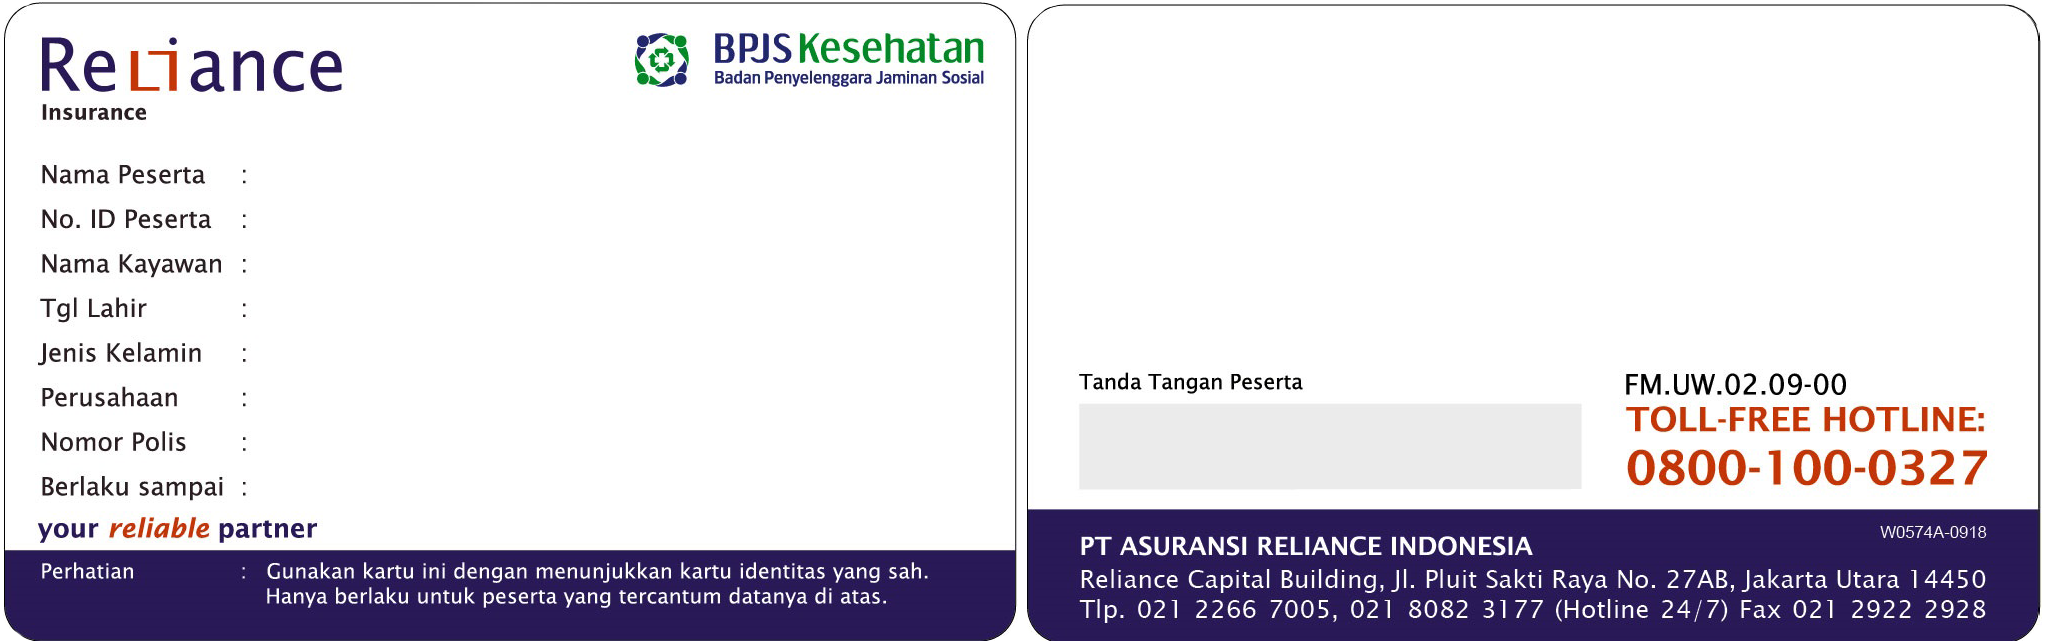 Reliance
Insurance
BPJS Kesehatan
Badan Penyelenggara Jaminan Sosial
Nama Peserta :
No. ID Peserta :
Nama Kayawan :
Tgl Lahir :
Jenis Kelamin :
Perusahaan :
Nomor Polis :
Berlaku sampai :
your reliable partner
Perhatian : Gunakan kartu ini dengan menunjukkan kartu identitas yang sah.
Hanya berlaku untuk peserta yang tercantum datanya di atas.
Tanda Tangan Peserta
FM.UW.02.09-00
TOLL-FREE HOTLINE:
0800-100-0327
W0574A-0918
PT ASURANSI RELIANCE INDONESIA
Reliance Capital Building, Jl. Pluit Sakti Raya No. 27AB, Jakarta Utara 14450
Tlp. 021 2266 7005, 021 8082 3177 (Hotline 24/7) Fax 021 2922 2928